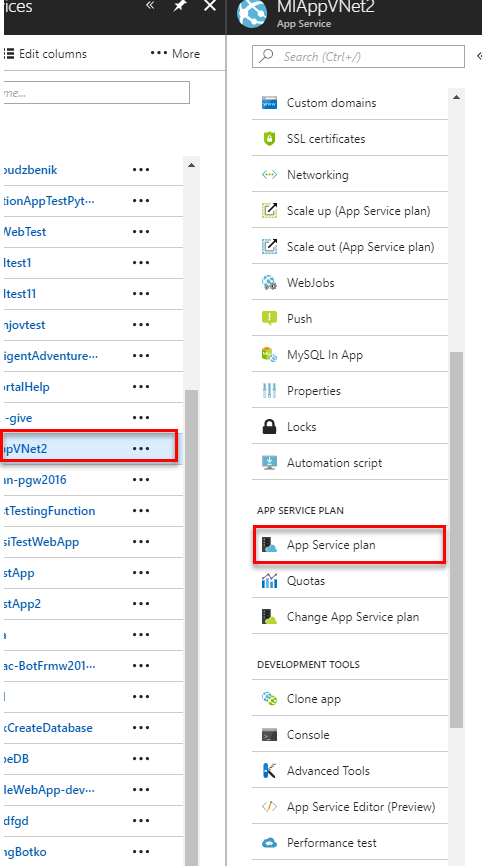 ices
Edit columns
More
me...
oudzbenik
tionAppTestPyt...
WebTest
ltest1
ltest11
njovtest
ligentAdventure...
ortalHelp
-give
ppVNet2
an-pgw2016
tTestingFunction
siTestWebApp
stApp
stApp2
a
ac-BotFrmw201...
xCreateDatabase
peDB
leWebApp-dev-...
dfgd
ngBotko
MIAppVNet2
App Service
Search (Ctrl+/)
Custom domains
SSL certificates
Networking
Scale up (App Service plan)
Scale out (App Service plan)
WebJobs
Push
MySQL In App
Properties
Locks
Automation script
APP SERVICE PLAN
App Service plan
Quotas
Change App Service plan
DEVELOPMENT TOOLS
Clone app
Console
Advanced Tools
App Service Editor (Preview)
Performance test